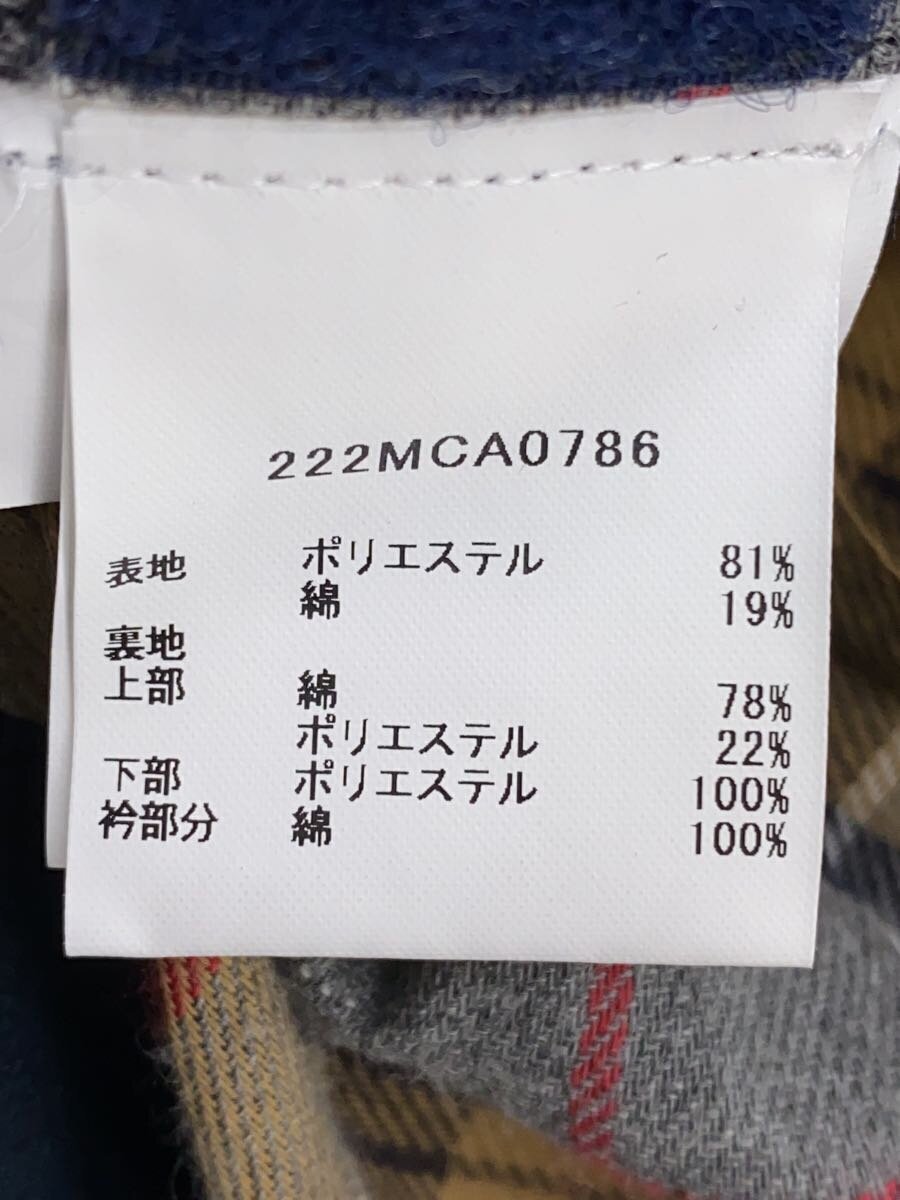 222MCA0786
表地 ポリエステル 81%
綿 19%
裏地
上部 綿 78%
ポリエステル 22%
下部 ポリエステル 100%
衿部分 綿 100%